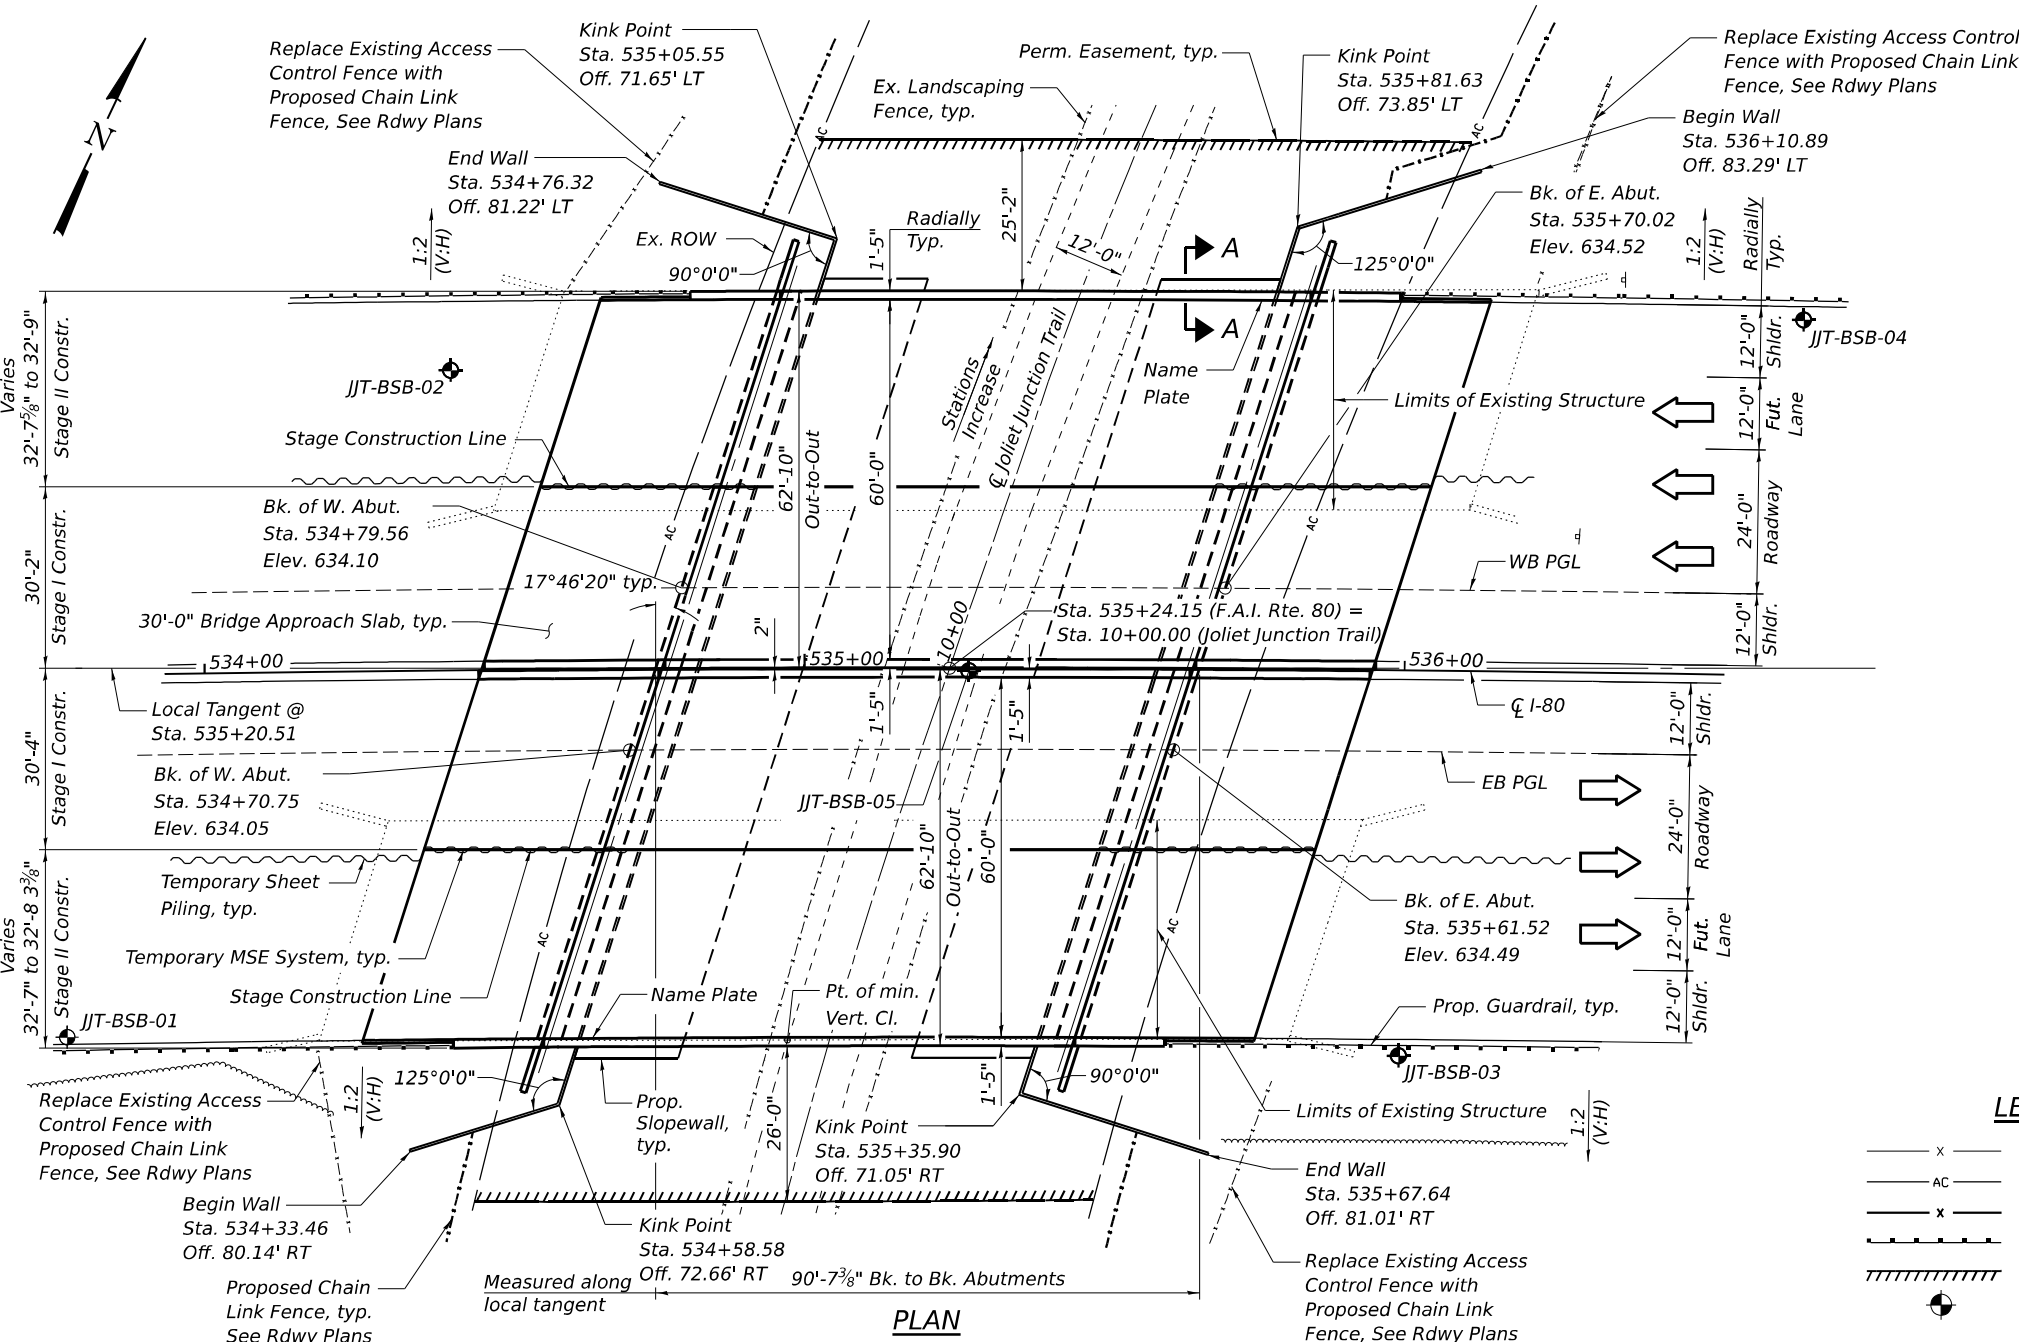 Replace Existing Access
Control Fence with
Proposed Chain Link
Fence, See Rdwy Plans
Kink Point
Sta. 535+05.55
Off. 71.65' LT
Perm. Easement, typ.
Ex. Landscaping
Fence, typ.
Kink Point
Sta. 535+81.63
Off. 73.85' LT
Replace Existing Access Control
Fence with Proposed Chain Link
Fence, See Rdwy Plans
Begin Wall
Sta. 536+10.89
Off. 83.29' LT
N
End Wall
Sta. 534+76.32
Off. 81.22' LT
AC
AC
Bk. of E. Abut.
Sta. 535+70.02
Elev. 634.52
1:2
(V:H)
Ex. ROW
90°0'0"
1'-5"
Radially
Typ.
25'-2"
12'-0"
A
A
125°0'0"
1:2
(V:H)
Radially
Typ.
Varies
32'-7⅝" to 32'-9"
Stage II Constr.
JJT-BSB-02
JJT-BSB-04
Stations
Increase
℄ Joliet Junction Trail
Name
Plate
Limits of Existing Structure
12'-0"
Shldr.
12'-0"
Fut.
Lane
24'-0"
Roadway
12'-0"
Shldr.
Stage Construction Line
62'-10"
Out-to-Out
60'-0"
30'-2"
Stage I Constr.
Bk. of W. Abut.
Sta. 534+79.56
Elev. 634.10
AC
AC
17°46'20" typ.
WB PGL
30'-0" Bridge Approach Slab, typ.
2"
10+00
Sta. 535+24.15 (F.A.I. Rte. 80) =
Sta. 10+00.00 (Joliet Junction Trail)
534+00
535+00
536+00
Local Tangent @
Sta. 535+20.51
1'-5"
1'-5"
℄ I-80
30'-4"
Stage I Constr.
Bk. of W. Abut.
Sta. 534+70.75
Elev. 634.05
JJT-BSB-05
EB PGL
12'-0"
Shldr.
24'-0"
Roadway
12'-0"
Fut.
Lane
12'-0"
Shldr.
62'-10"
Out-to-Out
60'-0"
Varies
32'-7" to 32'-8 3⅜"
Stage II Constr.
Temporary Sheet
Piling, typ.
Temporary MSE System, typ.
Stage Construction Line
AC
AC
Bk. of E. Abut.
Sta. 535+61.52
Elev. 634.49
Name Plate
Pt. of min.
Vert. Cl.
Prop. Guardrail, typ.
JJT-BSB-01
JJT-BSB-03
125°0'0"
90°0'0"
1'-5"
1:2
(V:H)
Replace Existing Access
Control Fence with
Proposed Chain Link
Fence, See Rdwy Plans
Prop.
Slopewall,
typ.
26'-0"
Kink Point
Sta. 535+35.90
Off. 71.05' RT
Limits of Existing Structure
1:2
(V:H)
Begin Wall
Sta. 534+33.46
Off. 80.14' RT
Kink Point
Sta. 534+58.58
Off. 72.66' RT
End Wall
Sta. 535+67.64
Off. 81.01' RT
Proposed Chain
Link Fence, typ.
See Rdwy Plans
Measured along
local tangent
90'-7⅜" Bk. to Bk. Abutments
Replace Existing Access
Control Fence with
Proposed Chain Link
Fence, See Rdwy Plans
PLAN
LE
X
AC
X